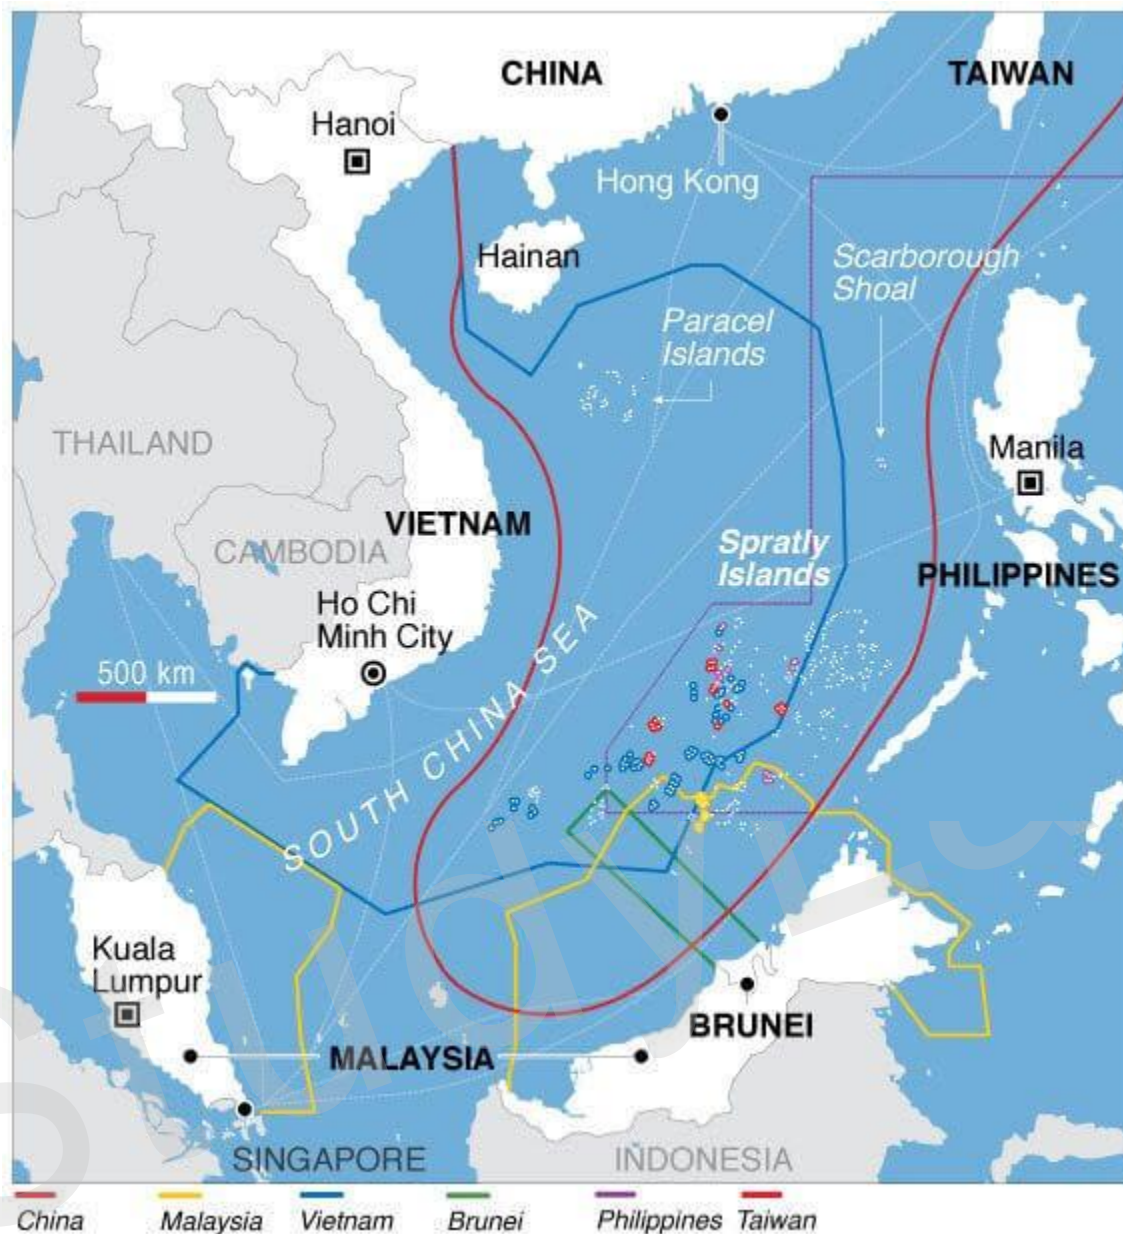 CHINA
TAIWAN
Hanoi
Hong Kong
Hainan
Scarborough
Shoal
Paracel
Islands
THAILAND
Manila
VIETNAM
CAMBODIA
Spratly
Islands
PHILIPPINES
Ho Chi
Minh City
500 km
SOUTH CHINA SEA
Kuala
Lumpur
BRUNEI
MALAYSIA
SINGAPORE
INDONESIA
China
Malaysia
Vietnam
Brunei
Philippines
Taiwan